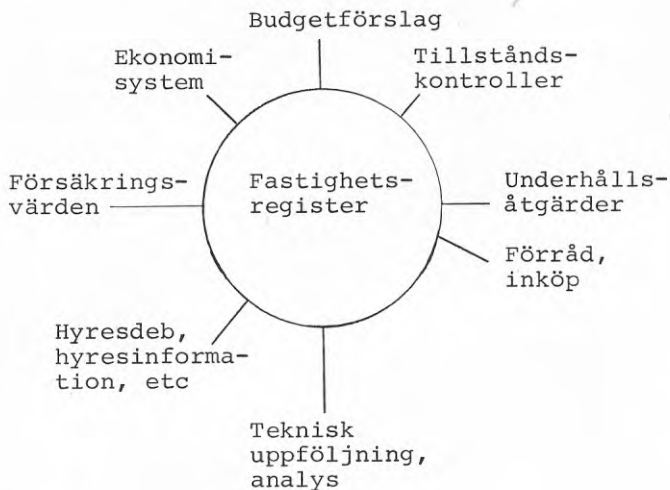 Budgetförslag
Ekonomi-
system
Tillstånds-
kontroller
Försäkrings-
värden
Fastighets-
register
Underhålls-
åtgärder
Förråd,
inköp
Hyresdeb,
hyresinforma-
tion, etc
Teknisk
uppföljning,
analys